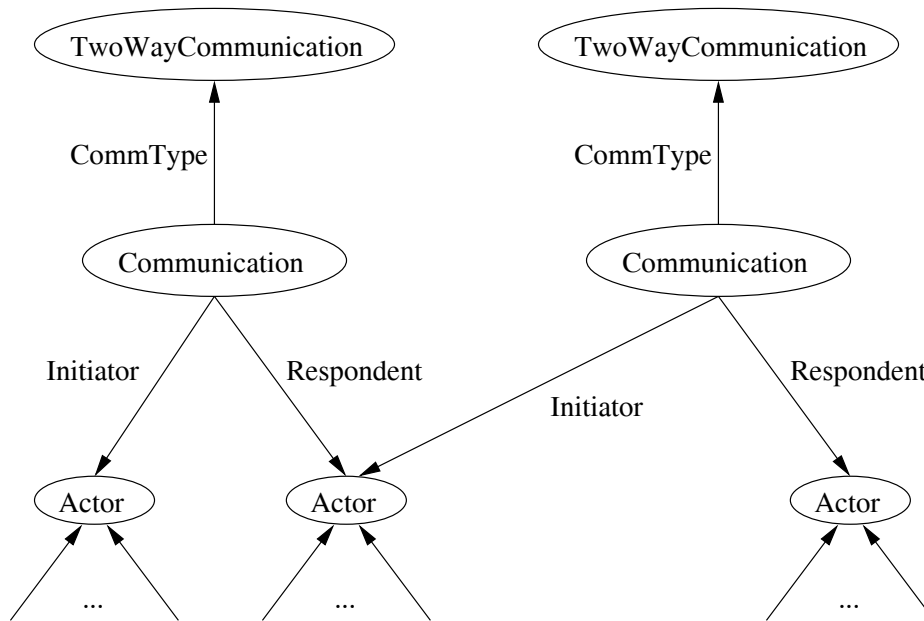 TwoWayCommunication
TwoWayCommunication
CommType
CommType
Communication
Communication
Initiator
Respondent
Initiator
Respondent
Actor
Actor
Actor
...
...
...